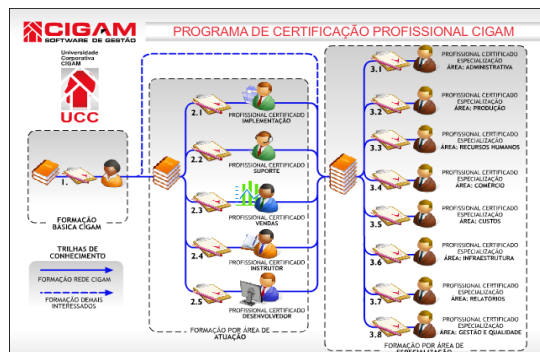 CIGAM
SOFTWARE DE GESTÃO
PROGRAMA DE CERTIFICAÇÃO PROFISSIONAL CIGAM
Universidade
Corporativa
CIGAM
UCC
1.
FORMAÇÃO
BÁSICA CIGAM
TRILHAS DE
CONHECIMENTO
FORMAÇÃO REDE CIGAM
FORMAÇÃO DEMAIS
INTERESSADOS
2.1
PROFISSIONAL CERTIFICADO
IMPLEMENTAÇÃO
2.2
PROFISSIONAL CERTIFICADO
SUPORTE
2.3
PROFISSIONAL CERTIFICADO
VENDAS
2.4
PROFISSIONAL CERTIFICADO
INSTRUTOR
2.5
PROFISSIONAL CERTIFICADO
DESENVOLVEDOR
FORMAÇÃO POR ÁREA DE
ATUAÇÃO
3.1
PROFISSIONAL CERTIFICADO
ESPECIALIZAÇÃO
ÁREA: ADMINISTRATIVA
3.2
PROFISSIONAL CERTIFICADO
ESPECIALIZAÇÃO
ÁREA: PRODUÇÃO
3.3
PROFISSIONAL CERTIFICADO
ESPECIALIZAÇÃO
ÁREA: RECURSOS HUMANOS
3.4
PROFISSIONAL CERTIFICADO
ESPECIALIZAÇÃO
ÁREA: COMÉRCIO
3.5
PROFISSIONAL CERTIFICADO
ESPECIALIZAÇÃO
ÁREA: CUSTOS
3.6
PROFISSIONAL CERTIFICADO
ESPECIALIZAÇÃO
ÁREA: INFRAESTRUTURA
3.7
PROFISSIONAL CERTIFICADO
ESPECIALIZAÇÃO
ÁREA: RELATÓRIOS
3.8
PROFISSIONAL CERTIFICADO
ESPECIALIZAÇÃO
ÁREA: GESTÃO E QUALIDADE
FORMAÇÃO POR ÁREA DE
ESPECIALIZAÇÃO